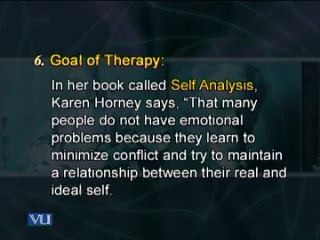 6. Goal of Therapy:
In her book called Self Analysis,
Karen Horney says, “That many
people do not have emotional
problems because they learn to
minimize conflict and try to maintain
a relationship between their real and
ideal self.
VU